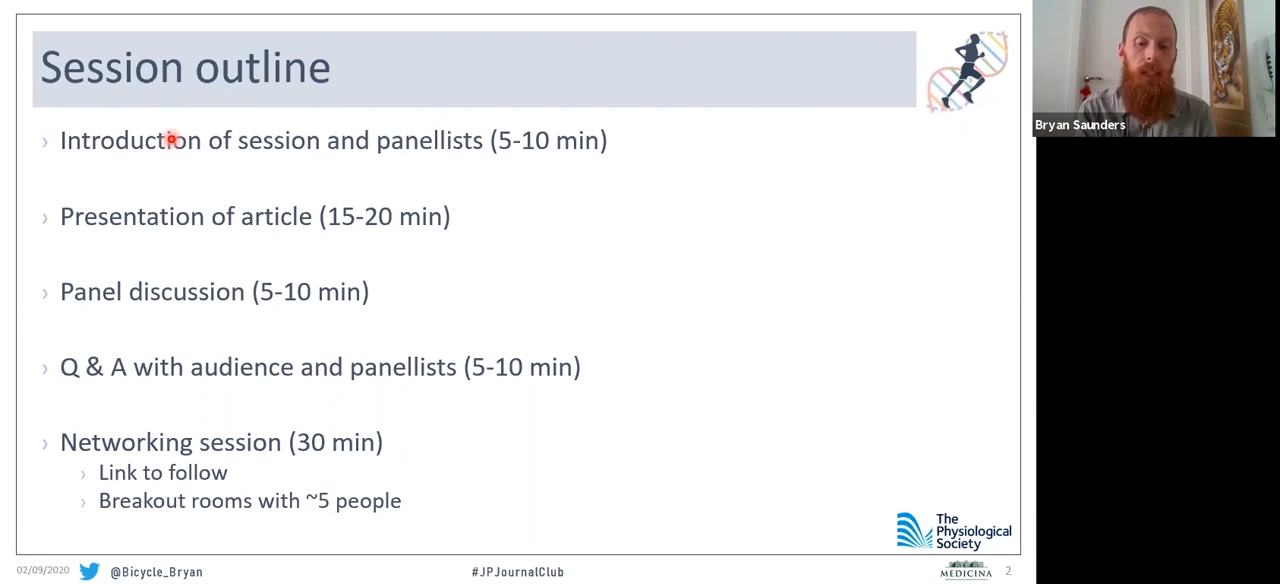 Session outline
Introduction of session and panellists (5-10 min)
Presentation of article (15-20 min)
Panel discussion (5-10 min)
Q & A with audience and panellists (5-10 min)
Networking session (30 min)
Link to follow
Breakout rooms with ~5 people
The
Physiological
Society
02/09/2020
@Bicycle_Bryan
#JPJournalClub
MEDICINA
2
Bryan Saunders